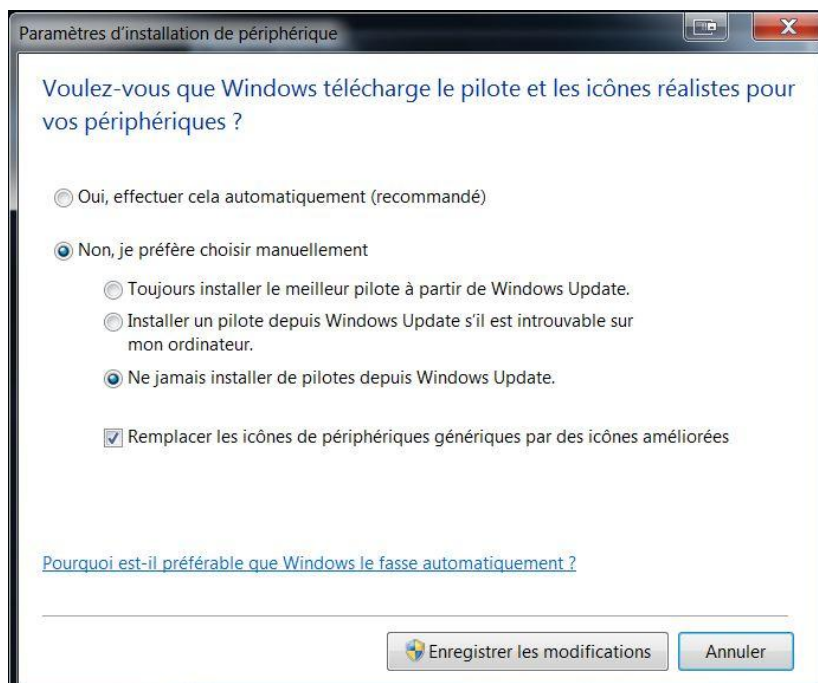 Paramètres d’installation de périphérique
Voulez-vous que Windows télécharge le pilote et les icônes réalistes pour
vos périphériques ?
Oui, effectuer cela automatiquement (recommandé)
Non, je préfère choisir manuellement
Toujours installer le meilleur pilote à partir de Windows Update.
Installer un pilote depuis Windows Update s’il est introuvable sur
mon ordinateur.
Ne jamais installer de pilotes depuis Windows Update.
Remplacer les icônes de périphériques génériques par des icônes améliorées
Pourquoi est-il préférable que Windows le fasse automatiquement ?
Enregistrer les modifications
Annuler